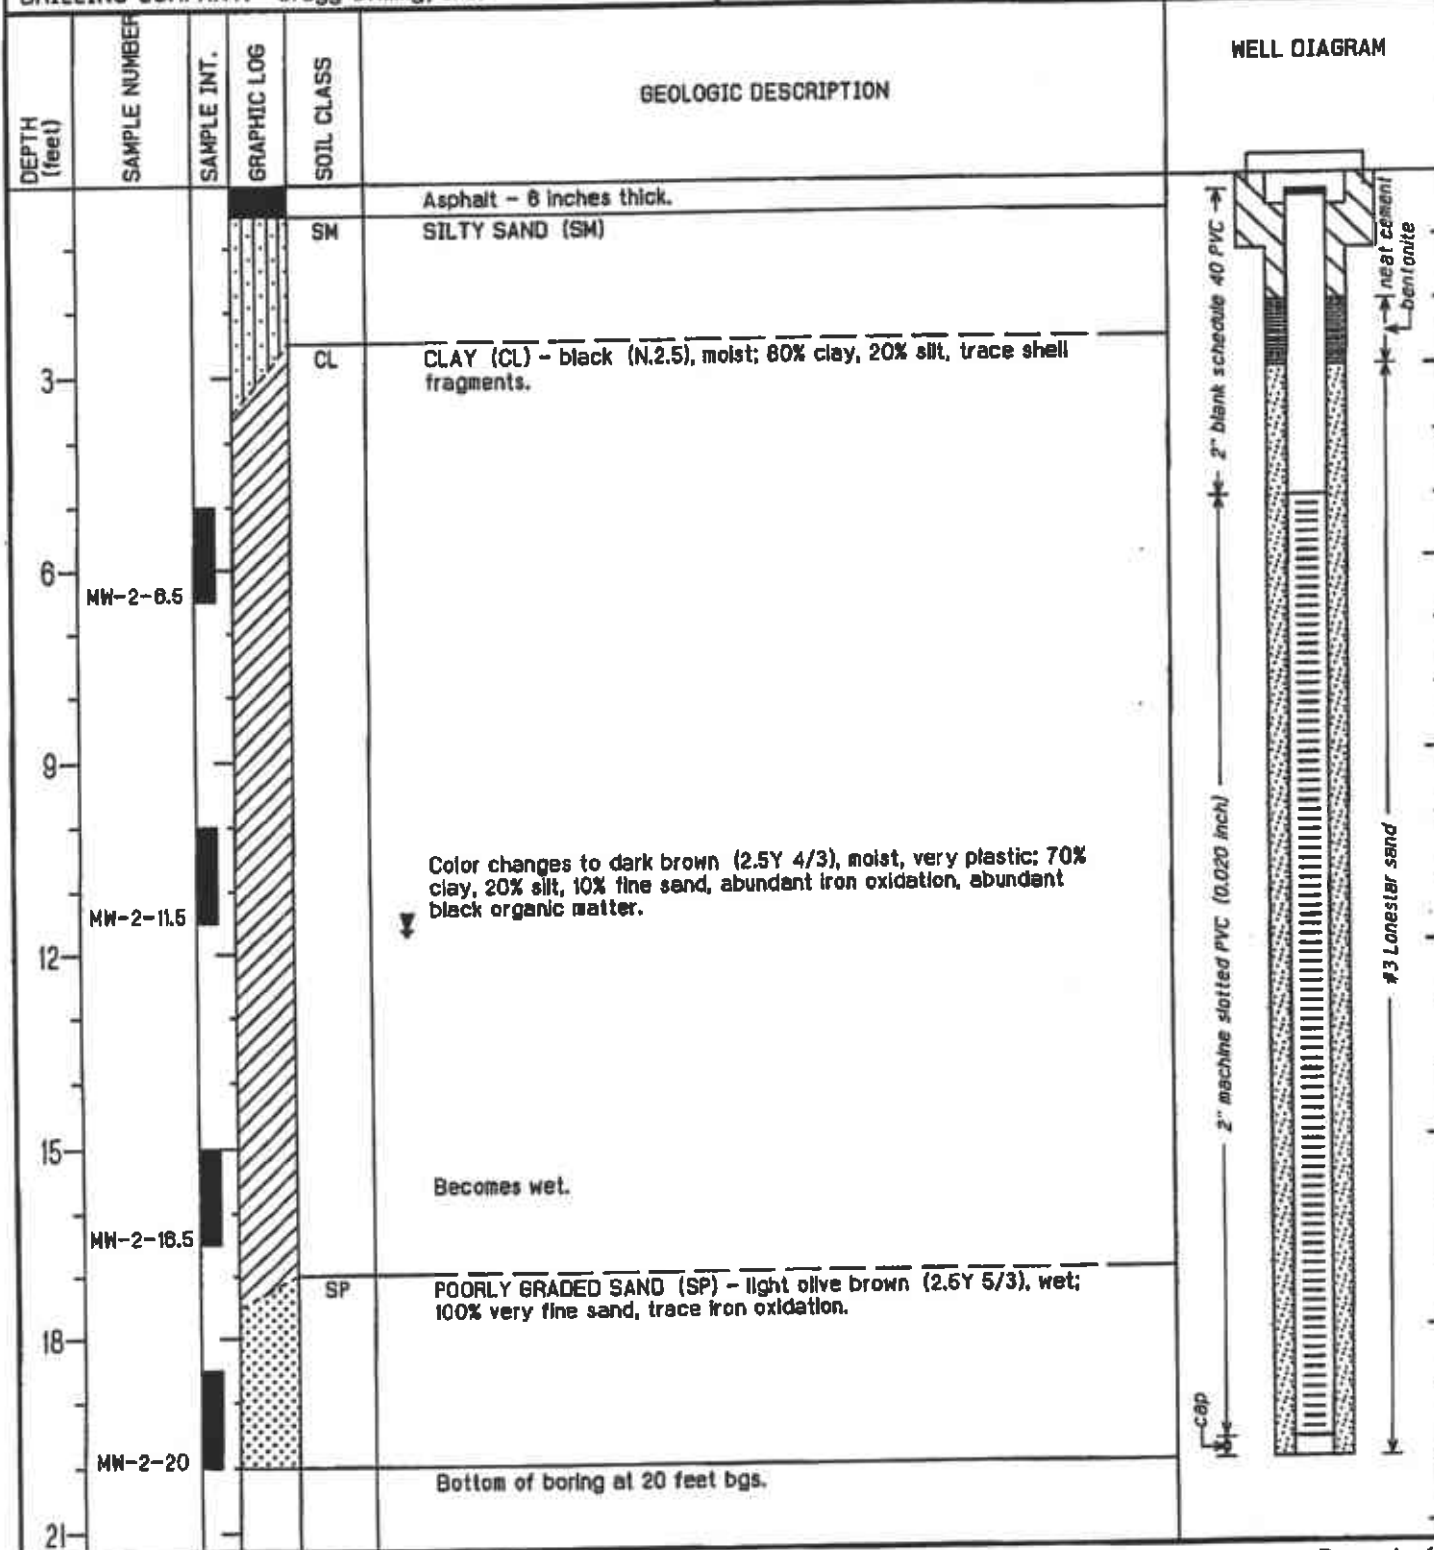 DEPTH (feet)
SAMPLE NUMBER
SAMPLE INT.
GRAPHIC LOG
SOIL CLASS
GEOLOGIC DESCRIPTION
WELL DIAGRAM
Asphalt - 6 inches thick.
SM SILTY SAND (SM)
CL CLAY (CL) - black (N.2.5), moist; 80% clay, 20% silt, trace shell
fragments.
3
6
MW-2-6.5
9
Color changes to dark brown (2.5Y 4/3), moist, very plastic; 70%
clay, 20% silt, 10% fine sand, abundant iron oxidation, abundant
black organic matter.
MW-2-11.5
12
15
Becomes wet.
MW-2-16.5
SP POORLY GRADED SAND (SP) - light olive brown (2.5Y 5/3), wet;
100% very fine sand, trace iron oxidation.
18
MW-2-20
Bottom of boring at 20 feet bgs.
21
2" blank schedule 40 PVC
2" machine slotted PVC (0.020 inch)
cap
neat cement
bentonite
#3 Lonestar sand